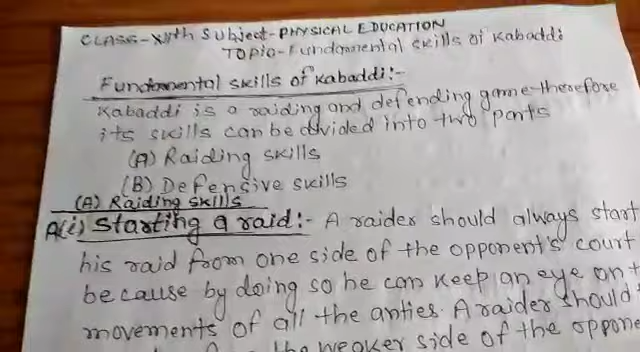 CLASS-XIIth Subject-PHYSICAL EDUCATION
TOPIC-Fundamental skills of Kabaddi
Fundamental skills of Kabaddi:-
Kabaddi is a raiding and defending game therefore
its skills can be divided into two parts
(A) Raiding skills
(B) Defensive skills
(A) Raiding skills
A(i) Starting a raid:- A raider should always start
his raid from one side of the opponent's court
because by doing so he can keep an eye on t
movements of all the anties. A raider should
the weaker side of the oppone